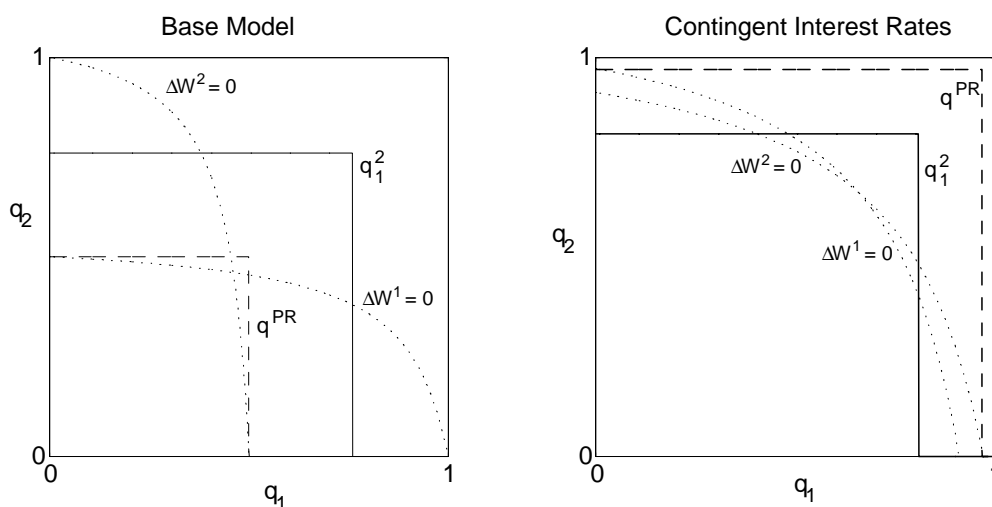 Base Model
1
ΔW² = 0
q₁²
q₂
ΔW¹ = 0
q^PR
0
0
1
q₁
Contingent Interest Rates
1
q^PR
ΔW² = 0
q₁²
q₂
ΔW¹ = 0
0
0
1
q₁